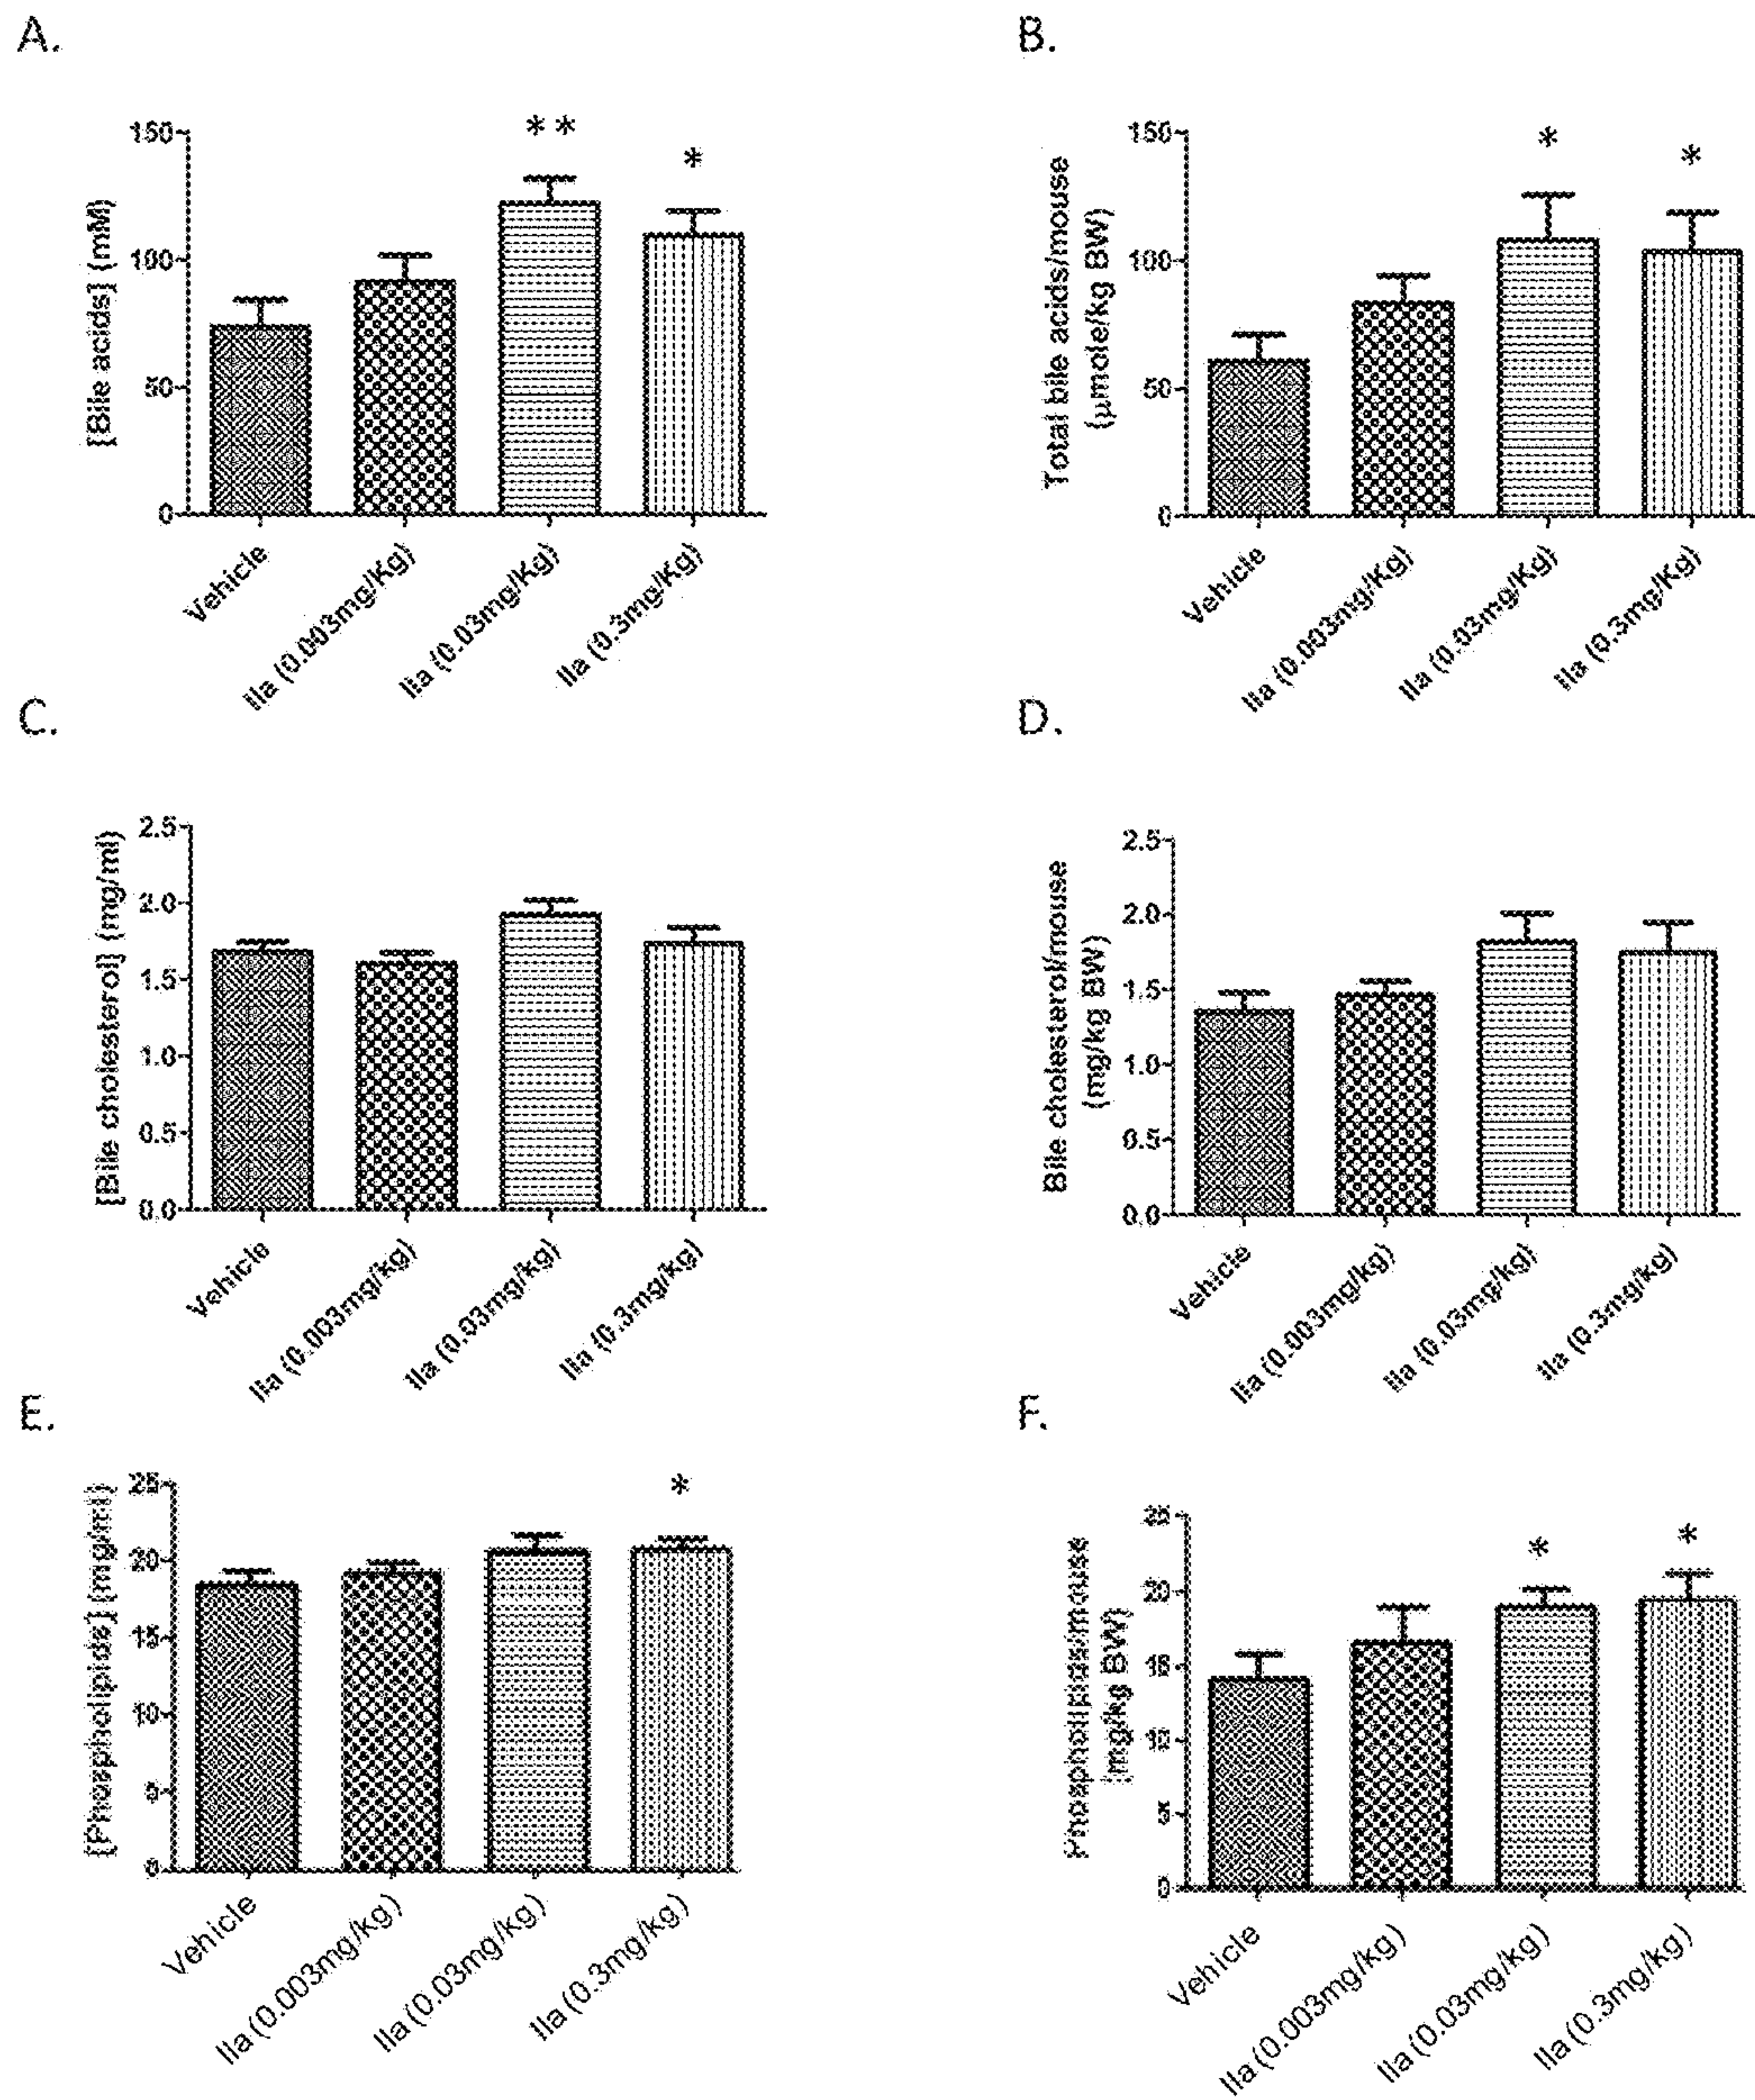 A.
[Bile acids] (mM)
150
100
50
0
**
*
Vehicle
IIa (0.003mg/Kg)
IIa (0.03mg/Kg)
IIa (0.3mg/Kg)
B.
Total bile acids/mouse
(µmole/kg BW)
150
100
50
0
*
*
Vehicle
IIa (0.003mg/Kg)
IIa (0.03mg/Kg)
IIa (0.3mg/Kg)
C.
[Bile cholesterol] (mg/ml)
2.5
2.0
1.5
1.0
0.5
0.0
Vehicle
IIa (0.003mg/kg)
IIa (0.03mg/kg)
IIa (0.3mg/kg)
D.
Bile cholesterol/mouse
(mg/kg BW)
2.5
2.0
1.5
1.0
0.5
0.0
Vehicle
IIa (0.003mg/kg)
IIa (0.03mg/kg)
IIa (0.3mg/kg)
E.
[Phospholipids] (mg/ml)
25
20
15
10
5
0
*
Vehicle
IIa (0.003mg/kg)
IIa (0.03mg/kg)
IIa (0.3mg/kg)
F.
Phospholipids/mouse
(mg/kg BW)
25
20
15
10
5
0
*
*
Vehicle
IIa (0.003mg/kg)
IIa (0.03mg/kg)
IIa (0.3mg/kg)